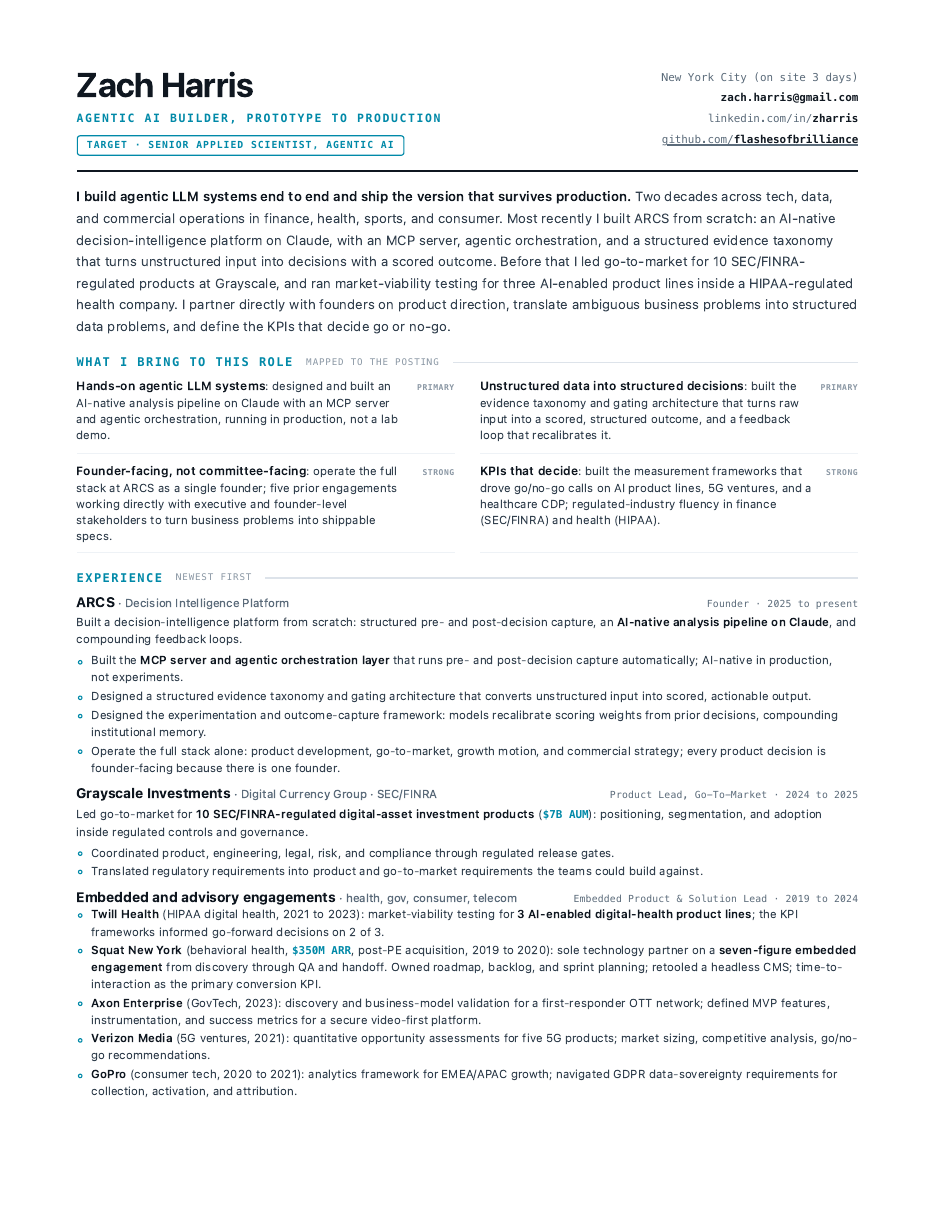 Zach Harris
AGENTIC AI BUILDER, PROTOTYPE TO PRODUCTION
TARGET · SENIOR APPLIED SCIENTIST, AGENTIC AI
New York City (on site 3 days)
zach.harris@gmail.com
linkedin.com/in/zharris
github.com/flashesofbrilliance
I build agentic LLM systems end to end and ship the version that survives production. Two decades across tech, data,
and commercial operations in finance, health, sports, and consumer. Most recently I built ARCS from scratch: an AI-native
decision-intelligence platform on Claude, with an MCP server, agentic orchestration, and a structured evidence taxonomy
that turns unstructured input into decisions with a scored outcome. Before that I led go-to-market for 10 SEC/FINRA-
regulated products at Grayscale, and ran market-viability testing for three AI-enabled product lines inside a HIPAA-regulated
health company. I partner directly with founders on product direction, translate ambiguous business problems into structured
data problems, and define the KPIs that decide go or no-go.
WHAT I BRING TO THIS ROLE MAPPED TO THE POSTING
Hands-on agentic LLM systems: designed and built an PRIMARY
AI-native analysis pipeline on Claude with an MCP server
and agentic orchestration, running in production, not a lab
demo.
Unstructured data into structured decisions: built the PRIMARY
evidence taxonomy and gating architecture that turns raw
input into a scored, structured outcome, and a feedback
loop that recalibrates it.
Founder-facing, not committee-facing: operate the full STRONG
stack at ARCS as a single founder; five prior engagements
working directly with executive and founder-level
stakeholders to turn business problems into shippable
specs.
KPIs that decide: built the measurement frameworks that STRONG
drove go/no-go calls on AI product lines, 5G ventures, and a
healthcare CDP; regulated-industry fluency in finance
(SEC/FINRA) and health (HIPAA).
EXPERIENCE NEWEST FIRST
ARCS · Decision Intelligence Platform Founder · 2025 to present
Built a decision-intelligence platform from scratch: structured pre- and post-decision capture, an AI-native analysis pipeline on Claude, and
compounding feedback loops.
Built the MCP server and agentic orchestration layer that runs pre- and post-decision capture automatically; AI-native in production,
not experiments.
Designed a structured evidence taxonomy and gating architecture that converts unstructured input into scored, actionable output.
Designed the experimentation and outcome-capture framework: models recalibrate scoring weights from prior decisions, compounding
institutional memory.
Operate the full stack alone: product development, go-to-market, growth motion, and commercial strategy; every product decision is
founder-facing because there is one founder.
Grayscale Investments · Digital Currency Group · SEC/FINRA Product Lead, Go-To-Market · 2024 to 2025
Led go-to-market for 10 SEC/FINRA-regulated digital-asset investment products ($7B AUM): positioning, segmentation, and adoption
inside regulated controls and governance.
Coordinated product, engineering, legal, risk, and compliance through regulated release gates.
Translated regulatory requirements into product and go-to-market requirements the teams could build against.
Embedded and advisory engagements · health, gov, consumer, telecom Embedded Product & Solution Lead · 2019 to 2024
Twill Health (HIPAA digital health, 2021 to 2023): market-viability testing for 3 AI-enabled digital-health product lines; the KPI
frameworks informed go-forward decisions on 2 of 3.
Squat New York (behavioral health, $350M ARR, post-PE acquisition, 2019 to 2020): sole technology partner on a seven-figure embedded
engagement from discovery through QA and handoff. Owned roadmap, backlog, and sprint planning; retooled a headless CMS; time-to-
interaction as the primary conversion KPI.
Axon Enterprise (GovTech, 2023): discovery and business-model validation for a first-responder OTT network; defined MVP features,
instrumentation, and success metrics for a secure video-first platform.
Verizon Media (5G ventures, 2021): quantitative opportunity assessments for five 5G products; market sizing, competitive analysis, go/no-
go recommendations.
GoPro (consumer tech, 2020 to 2021): analytics framework for EMEA/APAC growth; navigated GDPR data-sovereignty requirements for
collection, activation, and attribution.